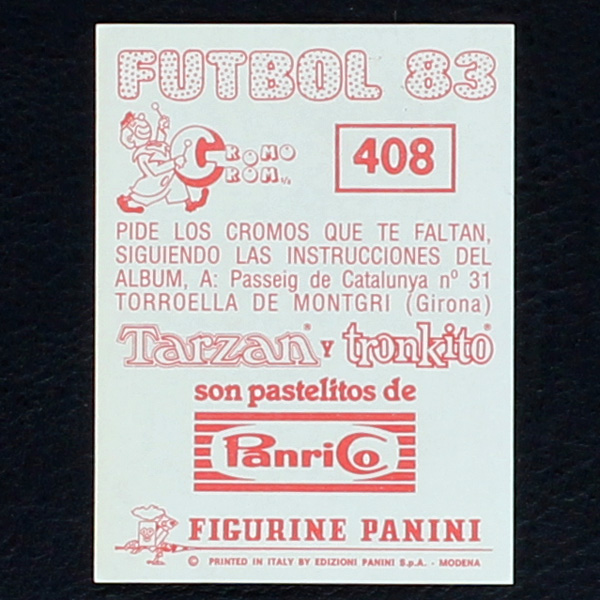 FUTBOL 83
CROMO
CROM S/A
408
PIDE LOS CROMOS QUE TE FALTAN,
SIGUIENDO LAS INSTRUCCIONES DEL
ALBUM, A: Passeig de Catalunya nº 31
TORROELLA DE MONTGRI (Girona)
Tarzan® Y tronkito®
son pastelitos de
PanriCo
FIGURINE PANINI
© PRINTED IN ITALY BY EDIZIONI PANINI S.p.A. - MODENA